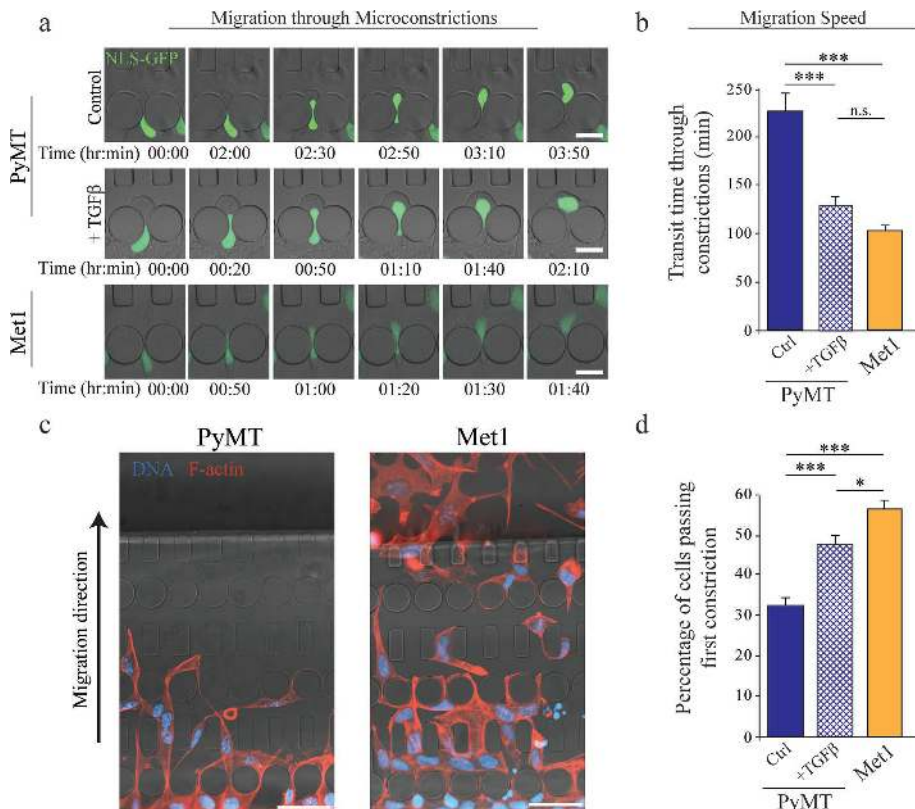 a
Migration through Microconstrictions
PyMT
Control
NLS-GFP
Time (hr:min) 00:00 02:00 02:30 02:50 03:10 03:50
+ TGFβ
Time (hr:min) 00:00 00:20 00:50 01:10 01:40 02:10
Met1
Time (hr:min) 00:00 00:50 01:00 01:20 01:30 01:40
b
Migration Speed
Transit time through
constrictions (min)
250
200
150
100
50
0
***
***
n.s.
Ctrl
+TGFβ
Met1
PyMT
c
PyMT
Met1
DNA F-actin
Migration direction
d
Percentage of cells passing
first constriction
60
50
40
30
20
10
0
***
***
*
Ctrl
+TGFβ
Met1
PyMT